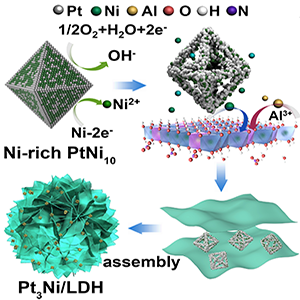 Pt Ni Al O H N
1/2O₂+H₂O+2e⁻
OH⁻
Ni²⁺
Ni-2e⁻
Al³⁺
Ni-rich PtNi₁₀
assembly
Pt₃Ni/LDH